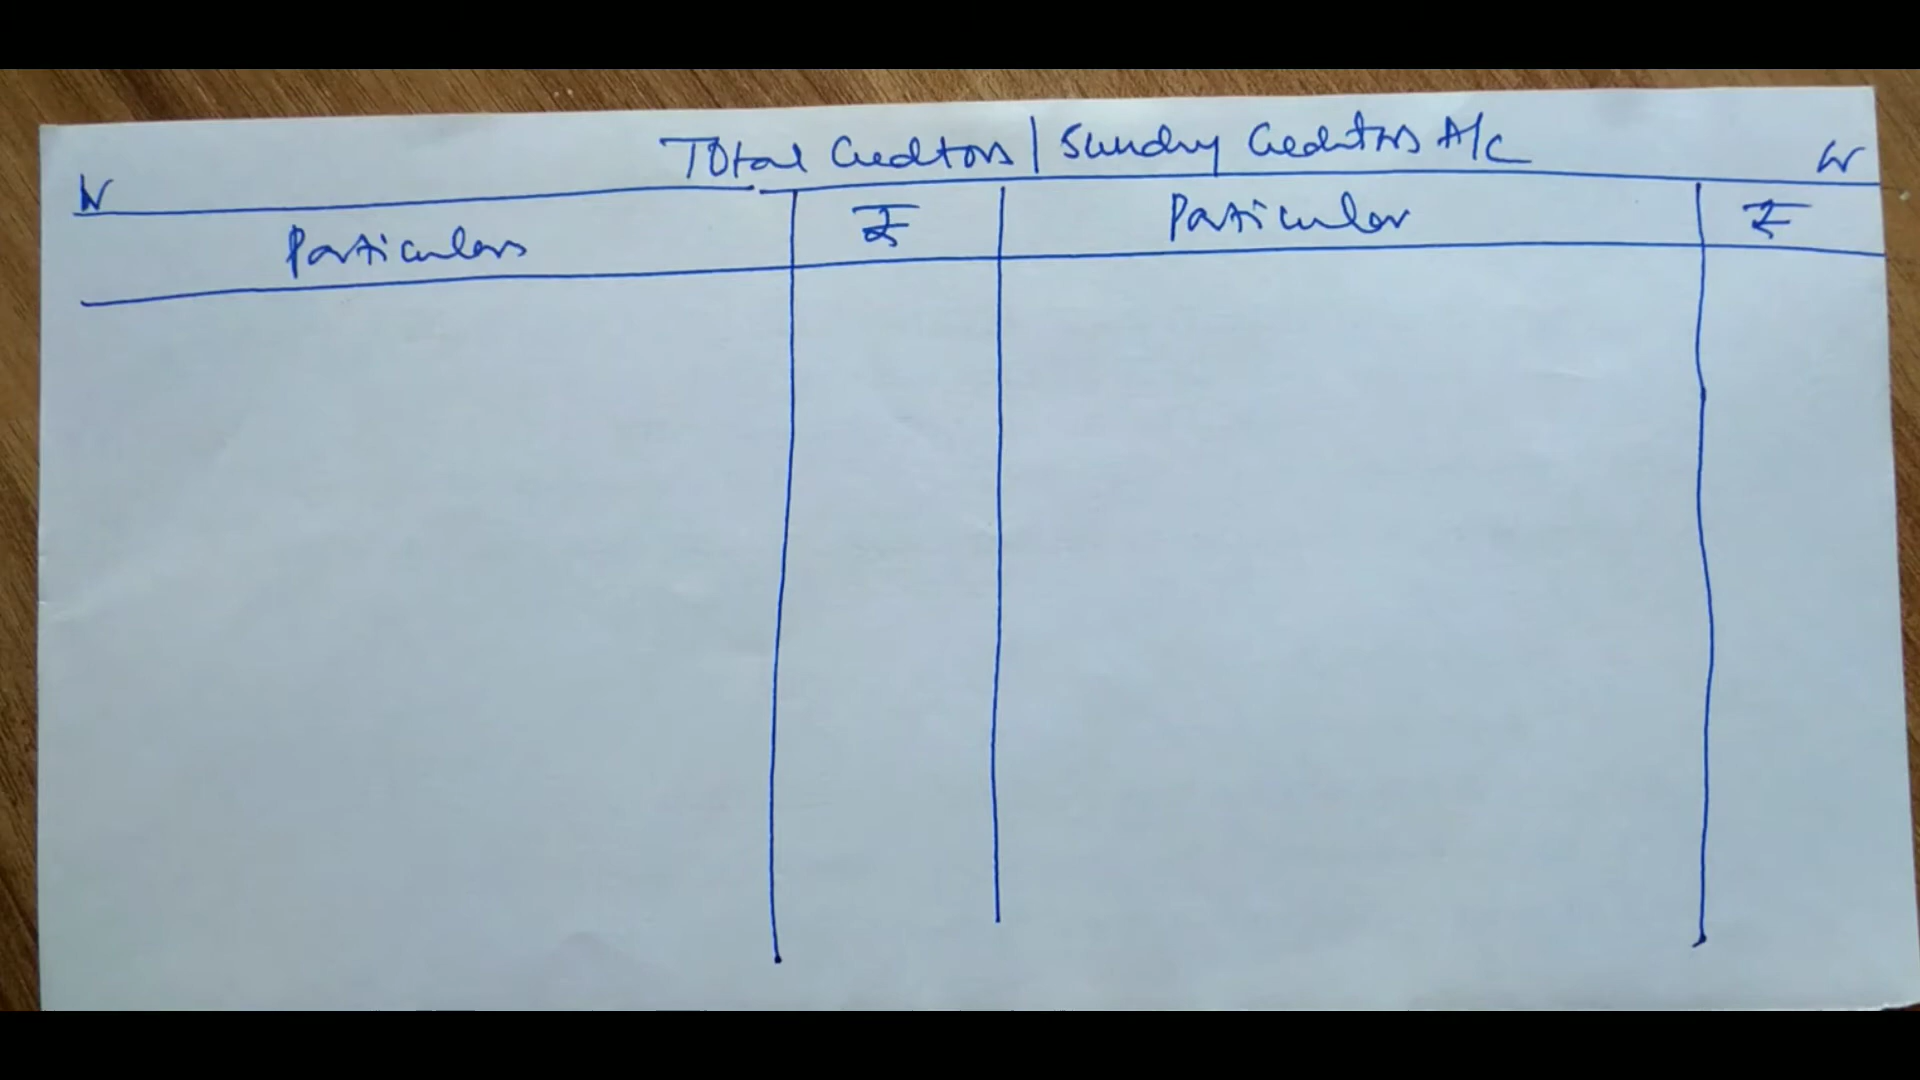 Total Creditors | Sundry Creditors A/c
Dr Cr
Particulars ₹ Particular ₹